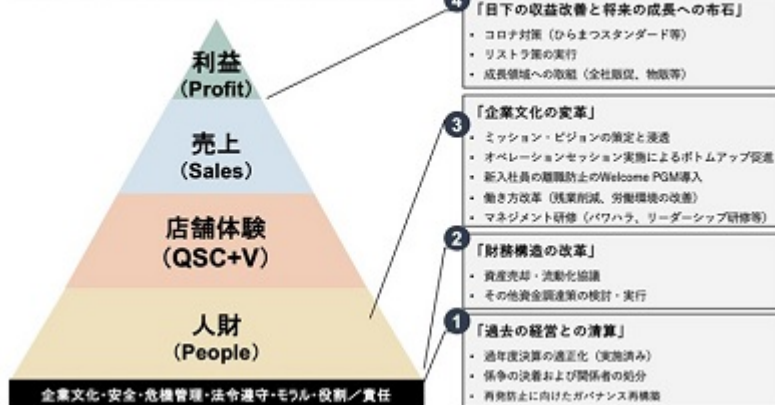 利益
(Profit)
売上
(Sales)
店舗体験
(QSC+V)
人財
(People)
企業文化・安全・危機管理・法令遵守・モラル・役割／責任
4
「目下の収益改善と将来の成長への布石」
・ コロナ対策（ひらまつスタンダード等）
・ リストラ策の実行
・ 成長領域への取組（全社販促、物販等）
3
「企業文化の変革」
・ ミッション・ビジョンの策定と浸透
・ オペレーションセッション実施によるボトムアップ促進
・ 新入社員の離職防止のWelcome PGM導入
・ 働き方改革（残業削減、労働環境の改善）
・ マネジメント研修（パワハラ、リーダーシップ研修等）
2
「財務構造の改革」
・ 資産売却・流動化協議
・ その他資金調達策の検討・実行
1
「過去の経営との清算」
・ 過年度決算の適正化（実施済み）
・ 係争の決着および関係者の処分
・ 再発防止に向けたガバナンス再構築